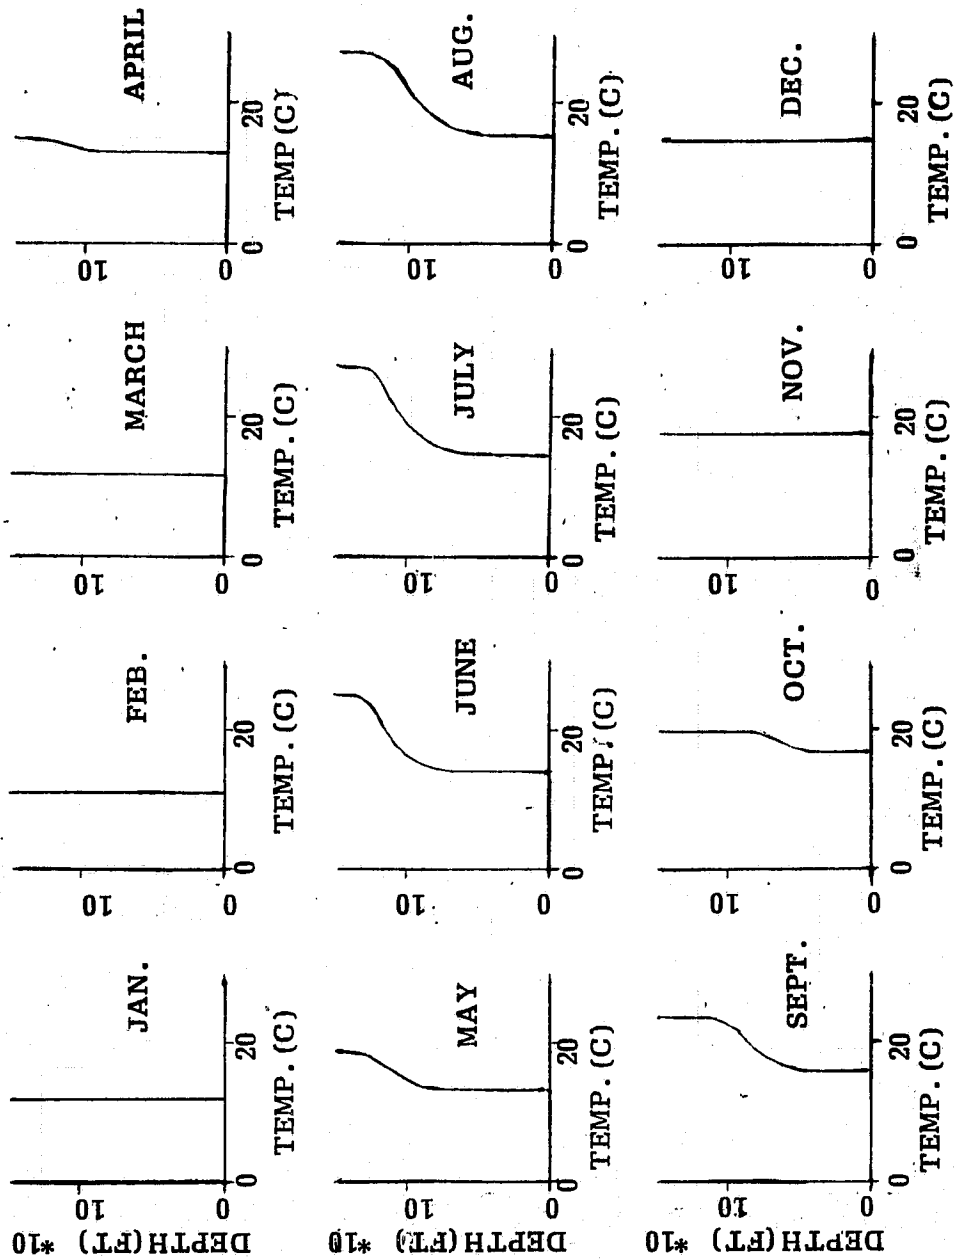 DEPTH(FT) *10
JAN.
10
0
0 20
TEMP.(C)
FEB.
10
0
0 20
TEMP.(C)
MARCH
10
0
0 20
TEMP.(C)
APRIL
10
0
0 20
TEMP(C)
DEPTH(FT) *10
MAY
10
0
0 20
TEMP.(C)
JUNE
10
0
0 20
TEMP.(C)
JULY
10
0
0 20
TEMP.(C)
AUG.
10
0
0 20
TEMP.(C)
DEPTH(FT) *10
SEPT.
10
0
0 20
TEMP.(C)
OCT.
10
0
0 20
TEMP.(C)
NOV.
10
0
0 20
TEMP.(C)
DEC.
10
0
0 20
TEMP.(C)